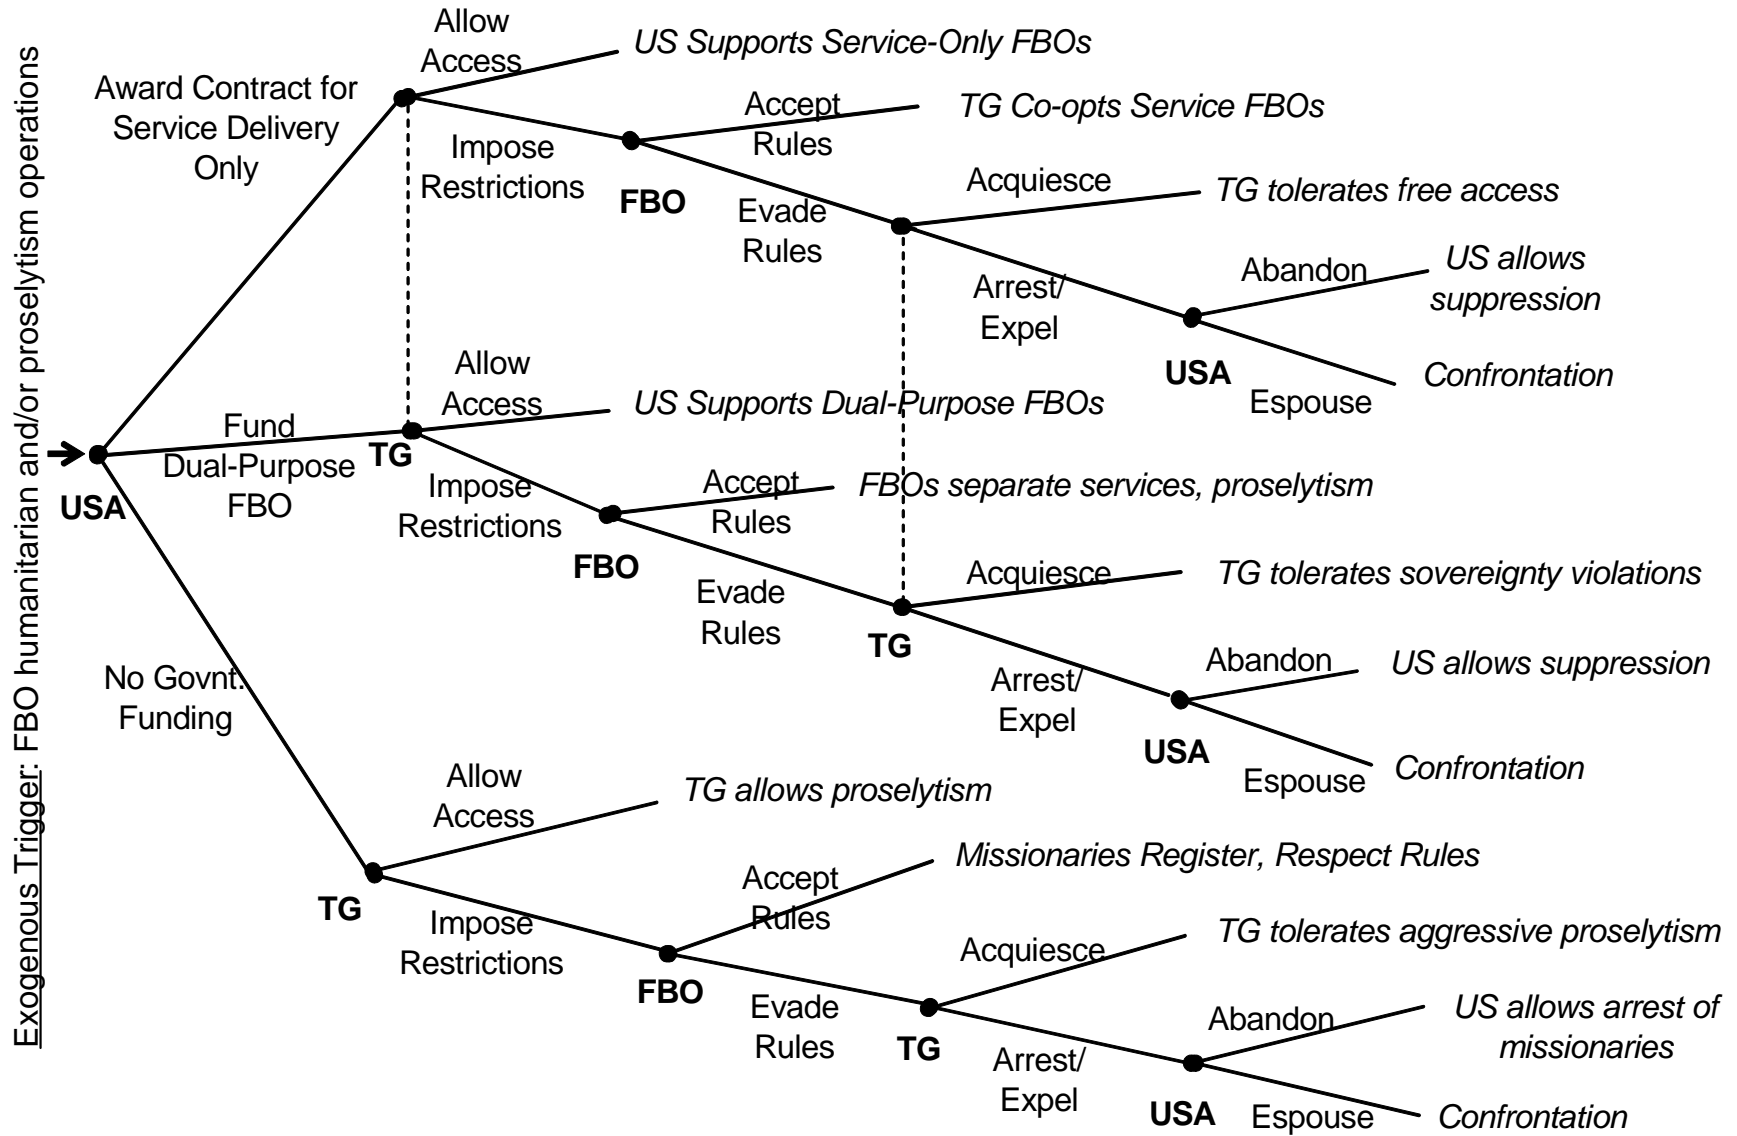 Exogenous Trigger: FBO humanitarian and/or proselytism operations
Allow
Access
US Supports Service-Only FBOs
Award Contract for
Service Delivery
Only
Accept
Rules
TG Co-opts Service FBOs
Impose
Restrictions
FBO
Evade
Rules
Acquiesce
TG tolerates free access
Arrest/
Expel
Abandon
US allows
suppression
USA
Espouse
Confrontation
Allow
Access
US Supports Dual-Purpose FBOs
Fund
Dual-Purpose
FBO
TG
USA
Impose
Restrictions
Accept
Rules
FBOs separate services, proselytism
FBO
Evade
Rules
Acquiesce
TG tolerates sovereignty violations
TG
Arrest/
Expel
Abandon
US allows suppression
USA
Espouse
Confrontation
No Govnt.
Funding
Allow
Access
TG allows proselytism
TG
Impose
Restrictions
Accept
Rules
Missionaries Register, Respect Rules
FBO
Evade
Rules
Acquiesce
TG tolerates aggressive proselytism
TG
Arrest/
Expel
Abandon
US allows arrest of
missionaries
USA
Espouse
Confrontation